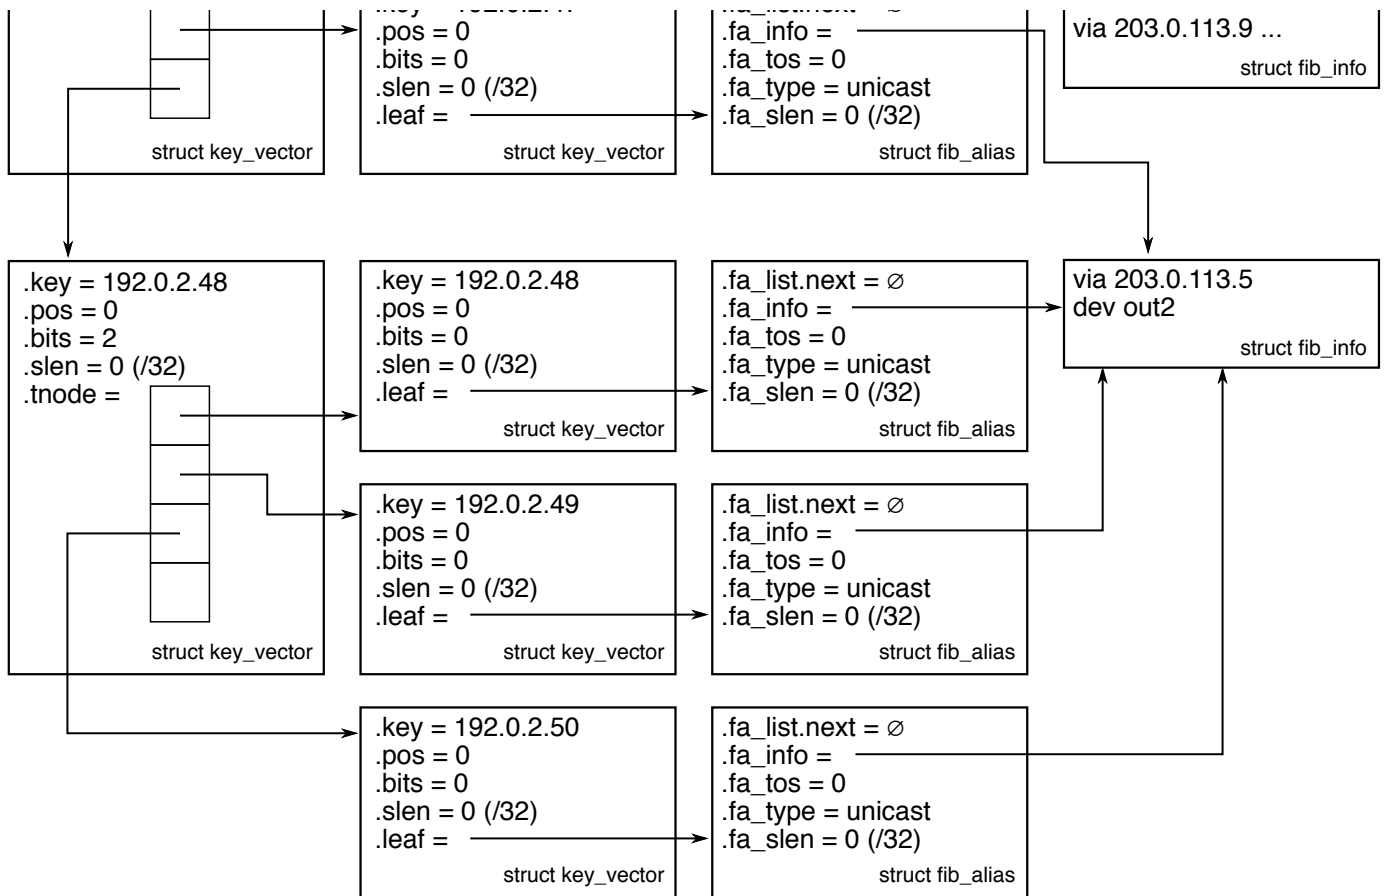 .pos = 0
.bits = 0
.slen = 0 (/32)
.leaf =
struct key_vector
struct key_vector
.fa_info =
.fa_tos = 0
.fa_type = unicast
.fa_slen = 0 (/32)
struct fib_alias
via 203.0.113.9 ...
struct fib_info
.key = 192.0.2.48
.pos = 0
.bits = 2
.slen = 0 (/32)
.tnode =
struct key_vector
.key = 192.0.2.48
.pos = 0
.bits = 0
.slen = 0 (/32)
.leaf =
struct key_vector
.fa_list.next = ∅
.fa_info =
.fa_tos = 0
.fa_type = unicast
.fa_slen = 0 (/32)
struct fib_alias
via 203.0.113.5
dev out2
struct fib_info
.key = 192.0.2.49
.pos = 0
.bits = 0
.slen = 0 (/32)
.leaf =
struct key_vector
.fa_list.next = ∅
.fa_info =
.fa_tos = 0
.fa_type = unicast
.fa_slen = 0 (/32)
struct fib_alias
.key = 192.0.2.50
.pos = 0
.bits = 0
.slen = 0 (/32)
.leaf =
struct key_vector
.fa_list.next = ∅
.fa_info =
.fa_tos = 0
.fa_type = unicast
.fa_slen = 0 (/32)
struct fib_alias